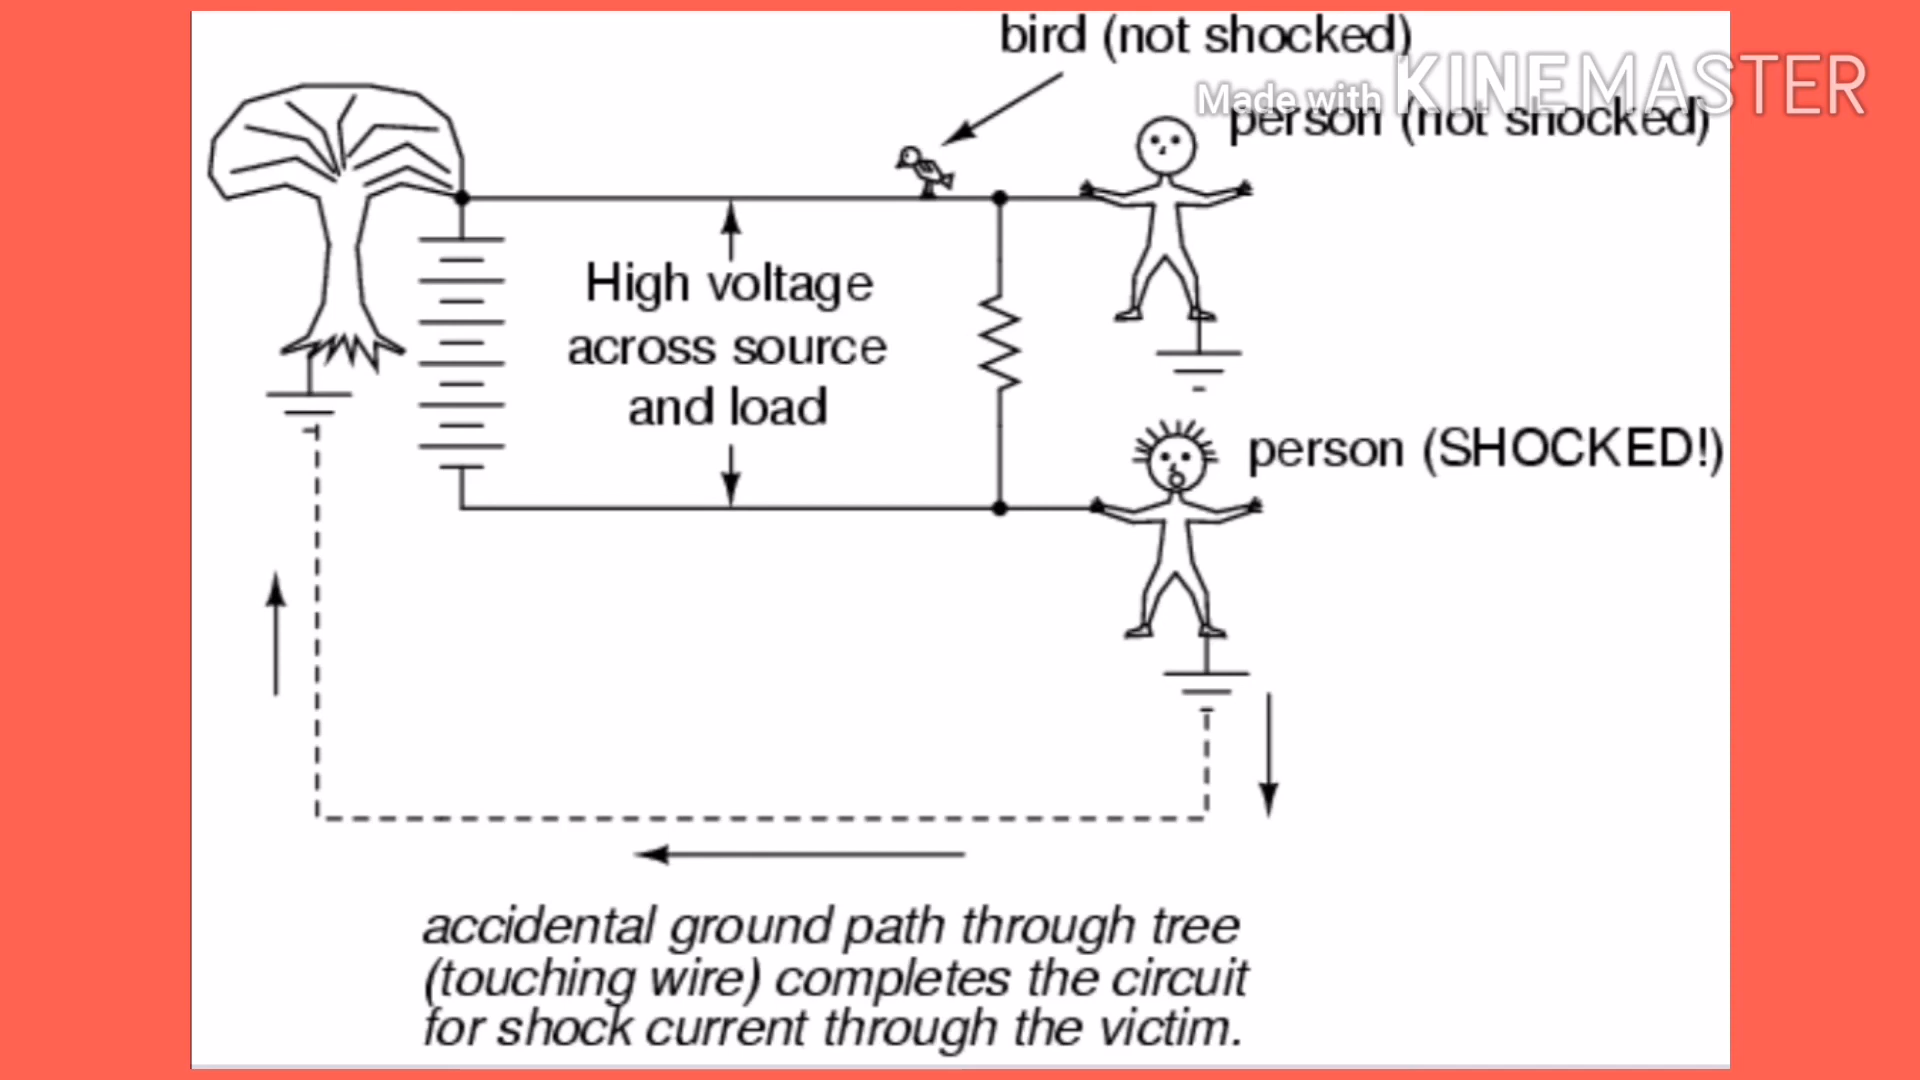 bird (not shocked)
Made with KINEMASTER
person (not shocked)
High voltage
across source
and load
person (SHOCKED!)
accidental ground path through tree
(touching wire) completes the circuit
for shock current through the victim.